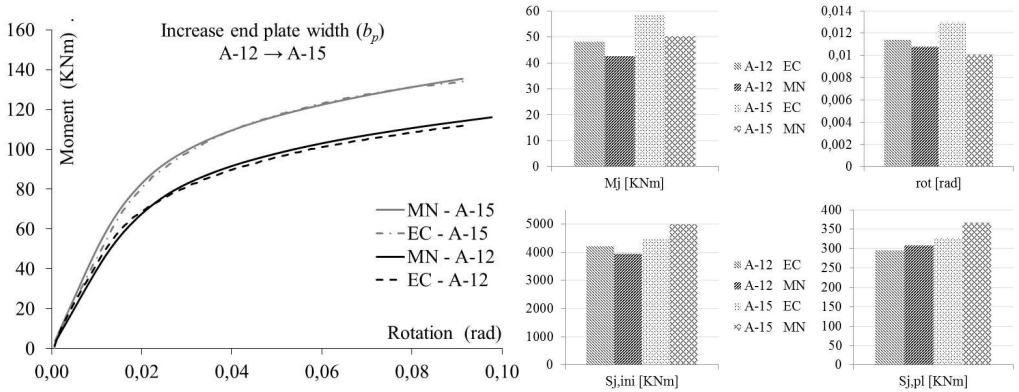 Increase end plate width (bp)
A-12 → A-15
Moment (KNm)
160
140
120
100
80
60
40
20
0
0,00
0,02
0,04
0,06
0,08
0,10
Rotation (rad)
MN - A-15
EC - A-15
MN - A-12
EC - A-12
60
50
40
30
20
10
0
Mj [KNm]
A-12 EC
A-12 MN
A-15 EC
A-15 MN
0,014
0,012
0,01
0,008
0,006
0,004
0,002
0
rot [rad]
5000
4000
3000
2000
1000
0
Sj,ini [KNm]
A-12 EC
A-12 MN
A-15 EC
A-15 MN
400
350
300
250
200
150
100
50
0
Sj,pl [KNm]